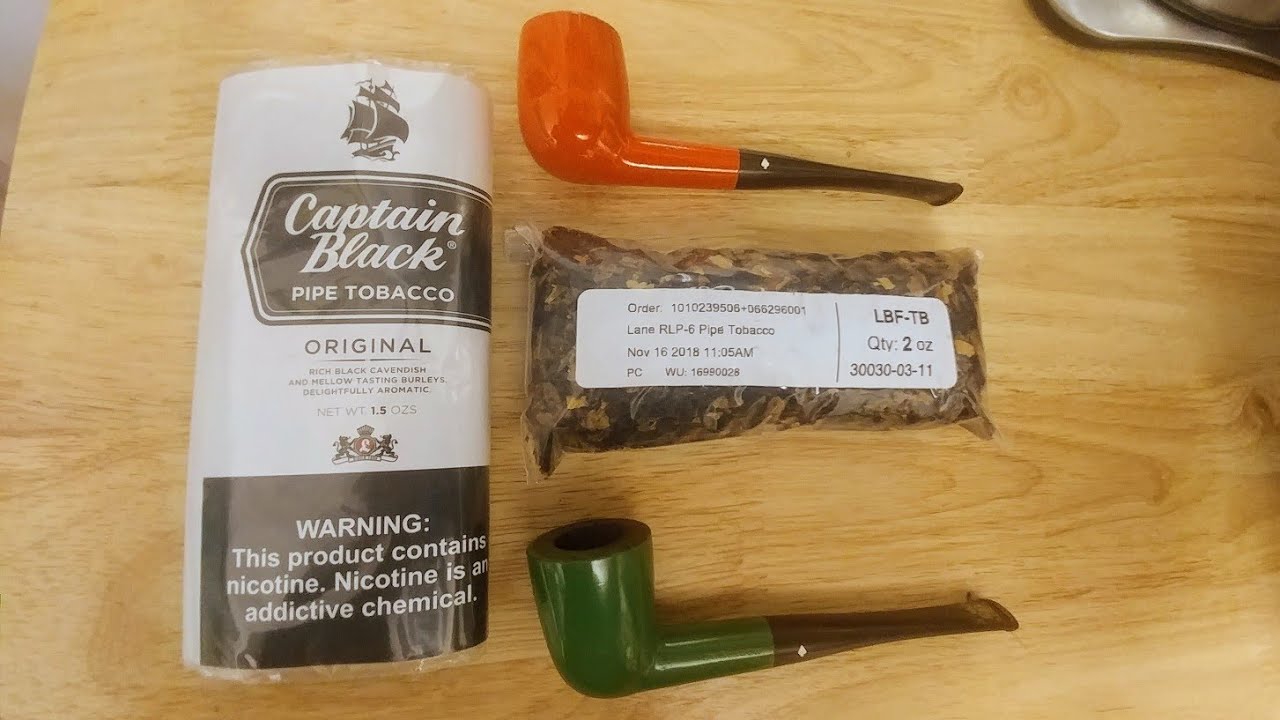 Captain
Black®
PIPE TOBACCO
ORIGINAL
RICH BLACK CAVENDISH
AND MELLOW TASTING BURLEYS.
DELIGHTFULLY AROMATIC.
NET WT. 1.5 OZS
WARNING:
This product contains
nicotine. Nicotine is an
addictive chemical.
Order: 1010239506+066296001
Lane RLP-6 Pipe Tobacco
Nov 16 2018 11:05AM
PC WU: 16990028
LBF-TB
Qty: 2 oz
30030-03-11